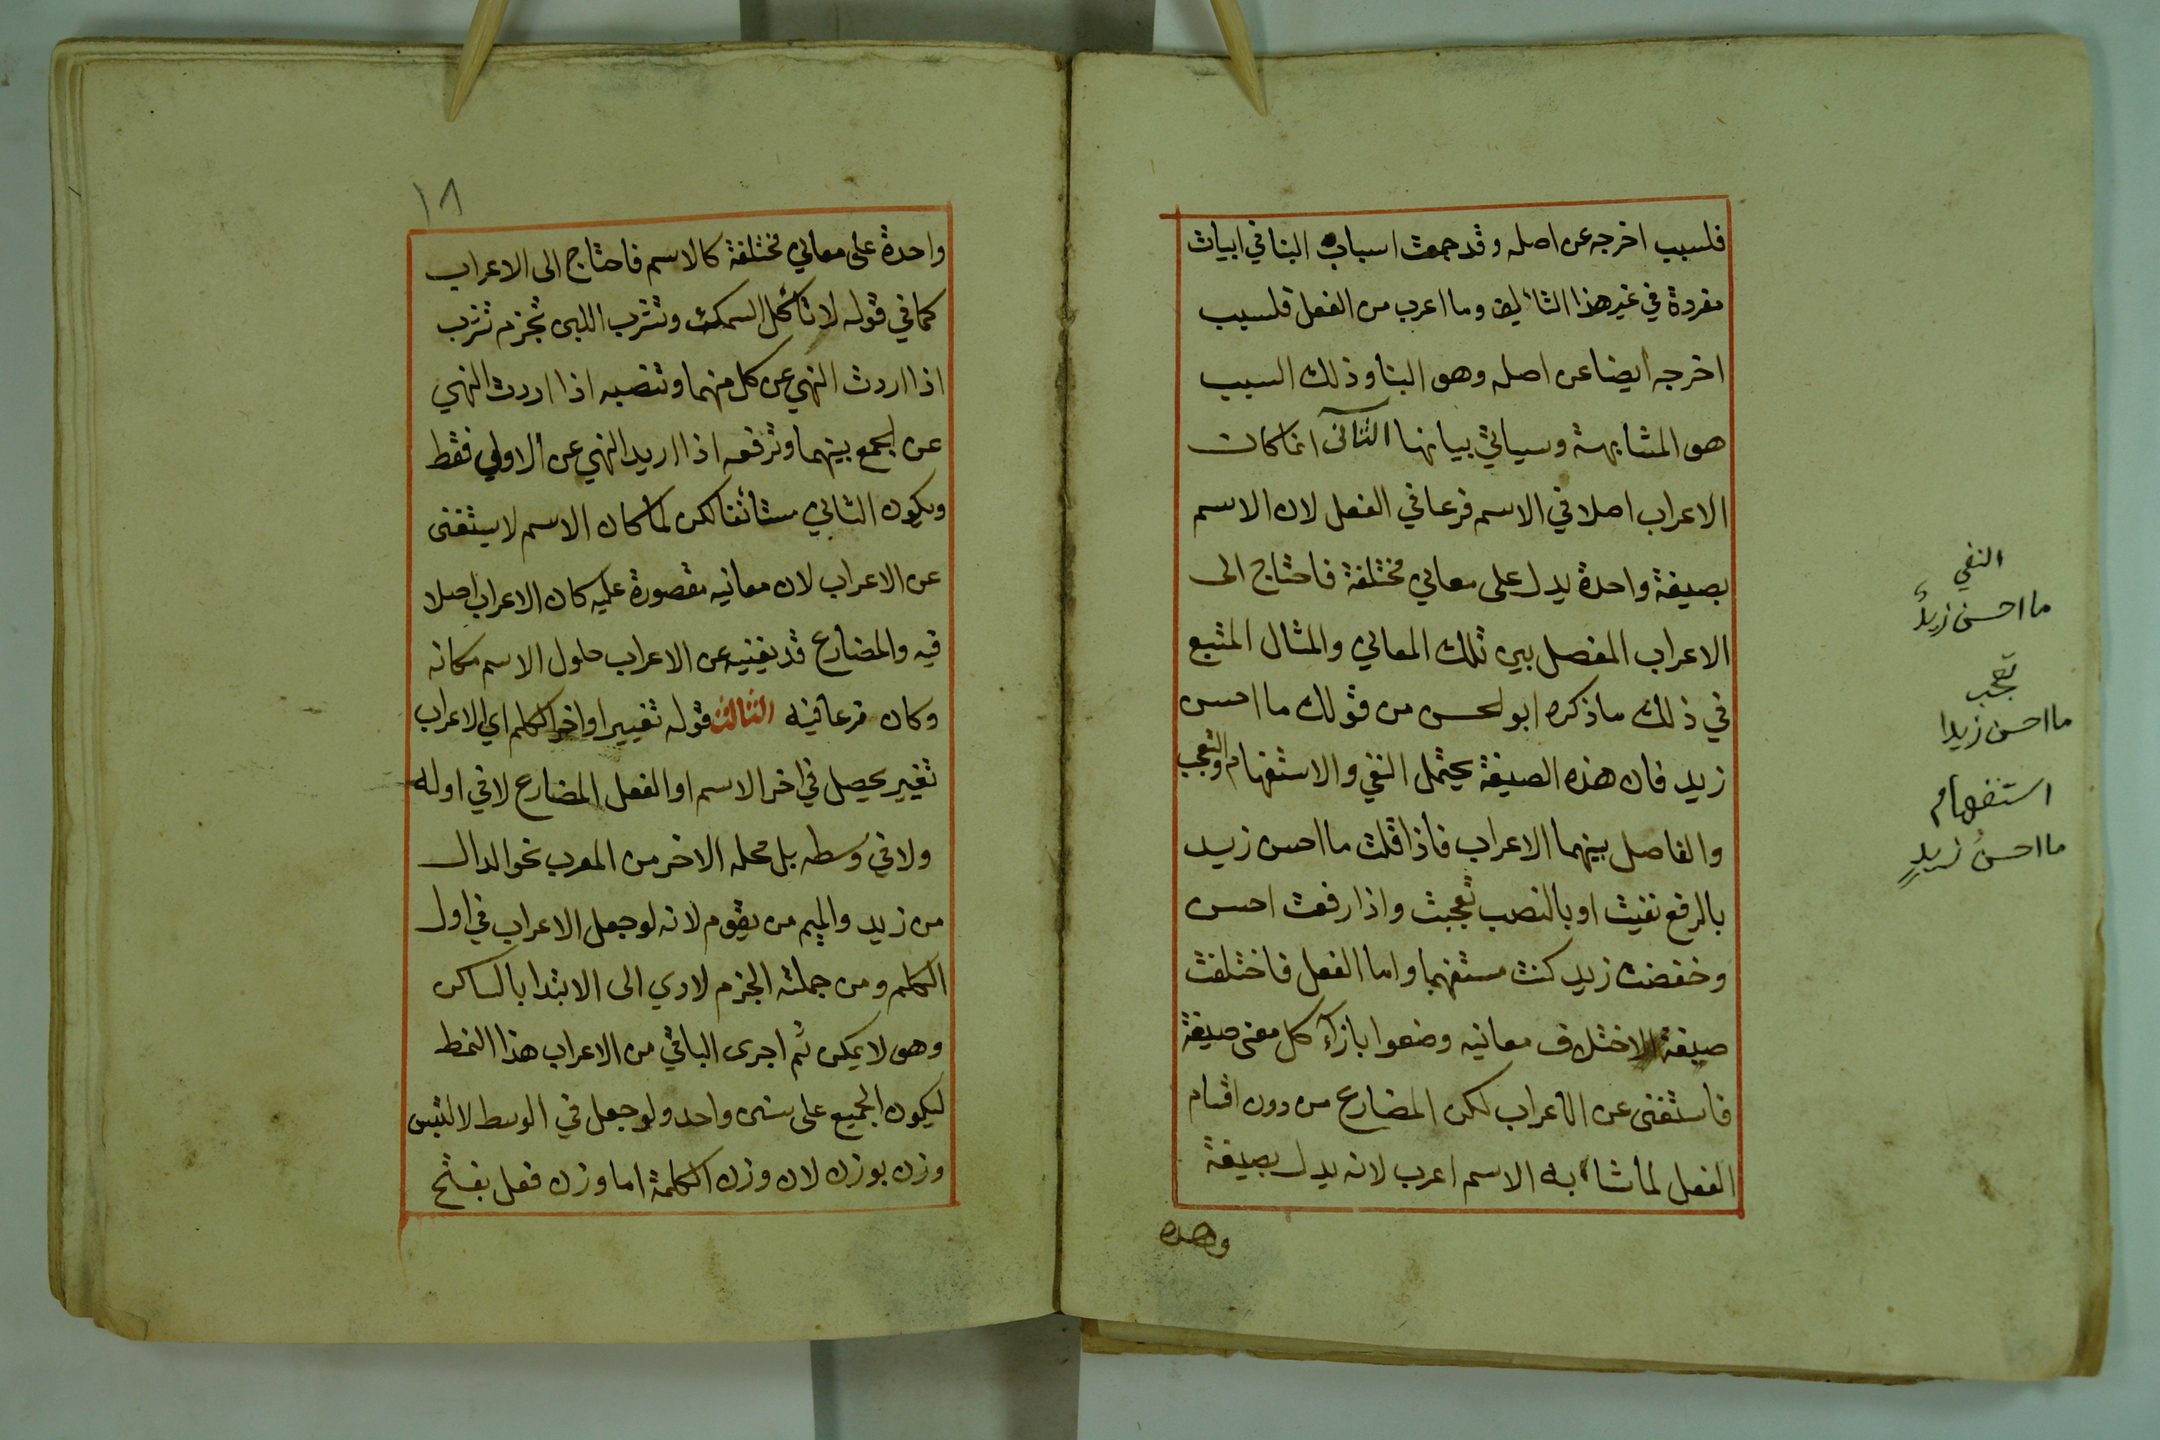 فلسبب اخرجه عن اصله وقد جمعت اسباب البنا في ابيات
مفردة في غير هذا التأليف وما اعرب من الفعل فلسبب
اخرجه أيضا عن اصله وهو البنا وذلك السبب
هو المشابهة وسياتي بيانها الثاني انما كان
الاعراب اصلا في الاسم فرعا في الفعل لان الاسم
بصيغة واحدة يدل على معاني مختلفة فاحتاج الى
الاعراب المفصل بين تلك المعاني والمثال المتبع
في ذلك ما ذكره ابو الحسن من قولك ما احسن
زيد فان هذه الصيغة يحتمل النفي والاستفهام والتعجب
والفاصل بينهما الاعراب فاذا قلت ما احسن زيد
بالرفع نفيت او بالنصب تعجبت واذا رفعت احسن
وخفضت زيد كنت مستفهما واما الفعل فاختلفت
صيغة لاختلاف معانيه وضعوا بازآء كل معنى صيغة
فاستغنى عن الاعراب لكن المضارع من دون اقسام
الفعل لما شابه الاسم اعرب لانه يدل بصيغة
وحده
النفي
ما احسن زيدٌ
تعجب
ما احسن زيدا
استفهام
ما احسنُ زيدٍ
١٨
واحدة على معاني مختلفة كالاسم فاحتاج الى الاعراب
كما في قوله لا تأكل السمك وتشرب اللبن تجزم تشرب
اذا اردت النهي عن كل منهما وتنصبه اذا اردت النهي
عن الجمع بينهما وترفعه اذا اريد النهي عن الاولي فقط
ويكون الثاني مستأنفا لكن لما كان الاسم لا يستغنى
عن الاعراب لان معانيه مقصورة عليه كان الاعراب اصلا
فيه والمضارع قد يغنيه عن الاعراب حلول الاسم مكانه
وكان فرعا فيه الثالث قوله تغيير اواخر الكلم اي الاعراب
تغيير يحصل في اخر الاسم او الفعل المضارع لا في اوله
ولا في وسطه بل محله الاخر من المعرب نحو الدال
من زيد والميم من يقوم لانه لو جعل الاعراب في اول
الكلم ومن جملته الجزم لادي الى الابتدا بالساكن
وهو لا يمكن ثم اجرى الباقي من الاعراب هذا النمط
ليكون الجميع على سنن واحد ولو جعل في الوسط لالتبس
وزن بوزن لان وزن الكلمة اما وزن فعل بفتح